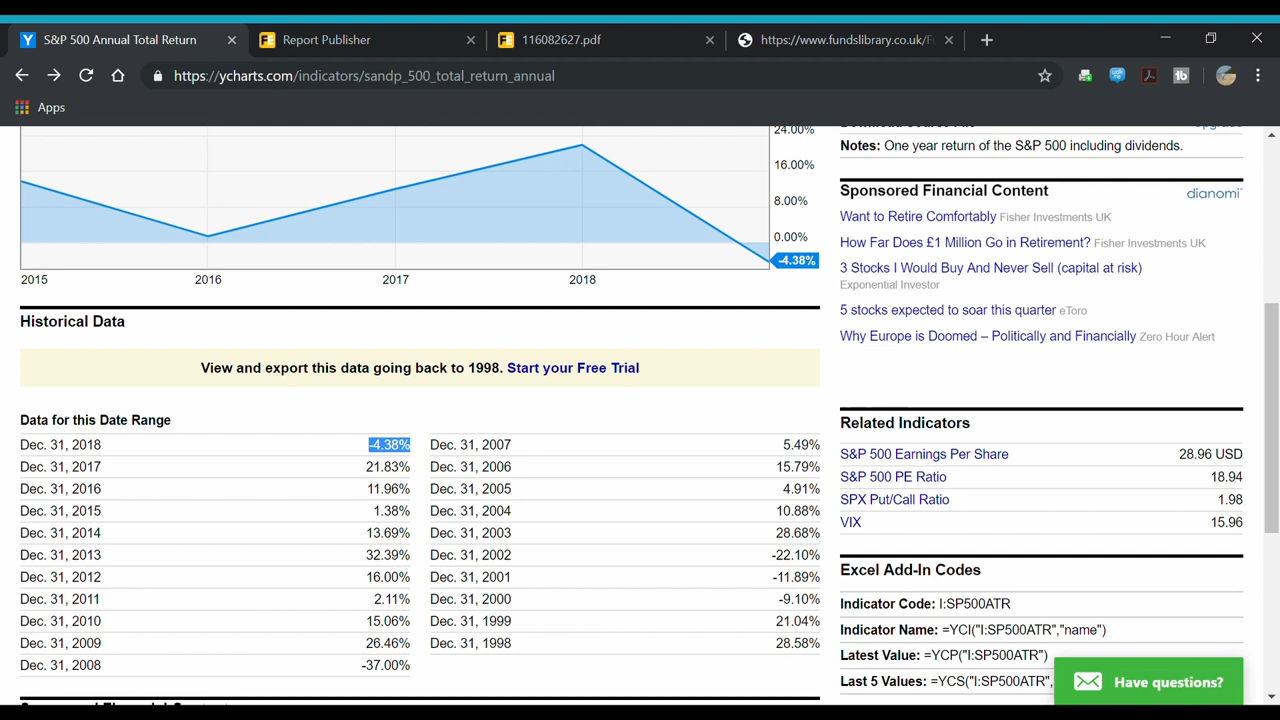 S&P 500 Annual Total Return
Report Publisher
116082627.pdf
https://www.fundslibrary.co.uk/F
https://ycharts.com/indicators/sandp_500_total_return_annual
Apps
24.00%
16.00%
8.00%
0.00%
-4.38%
2015 2016 2017 2018
Historical Data
View and export this data going back to 1998. Start your Free Trial
Data for this Date Range
Dec. 31, 2018 -4.38%
Dec. 31, 2017 21.83%
Dec. 31, 2016 11.96%
Dec. 31, 2015 1.38%
Dec. 31, 2014 13.69%
Dec. 31, 2013 32.39%
Dec. 31, 2012 16.00%
Dec. 31, 2011 2.11%
Dec. 31, 2010 15.06%
Dec. 31, 2009 26.46%
Dec. 31, 2008 -37.00%
Dec. 31, 2007 5.49%
Dec. 31, 2006 15.79%
Dec. 31, 2005 4.91%
Dec. 31, 2004 10.88%
Dec. 31, 2003 28.68%
Dec. 31, 2002 -22.10%
Dec. 31, 2001 -11.89%
Dec. 31, 2000 -9.10%
Dec. 31, 1999 21.04%
Dec. 31, 1998 28.58%
Notes: One year return of the S&P 500 including dividends.
Sponsored Financial Content
dianomi
Want to Retire Comfortably Fisher Investments UK
How Far Does £1 Million Go in Retirement? Fisher Investments UK
3 Stocks I Would Buy And Never Sell (capital at risk)
Exponential Investor
5 stocks expected to soar this quarter eToro
Why Europe is Doomed – Politically and Financially Zero Hour Alert
Related Indicators
S&P 500 Earnings Per Share 28.96 USD
S&P 500 PE Ratio 18.94
SPX Put/Call Ratio 1.98
VIX 15.96
Excel Add-In Codes
Indicator Code: I:SP500ATR
Indicator Name: =YCI("I:SP500ATR","name")
Latest Value: =YCP("I:SP500ATR")
Last 5 Values: =YCS("I:SP500ATR",
Have questions?